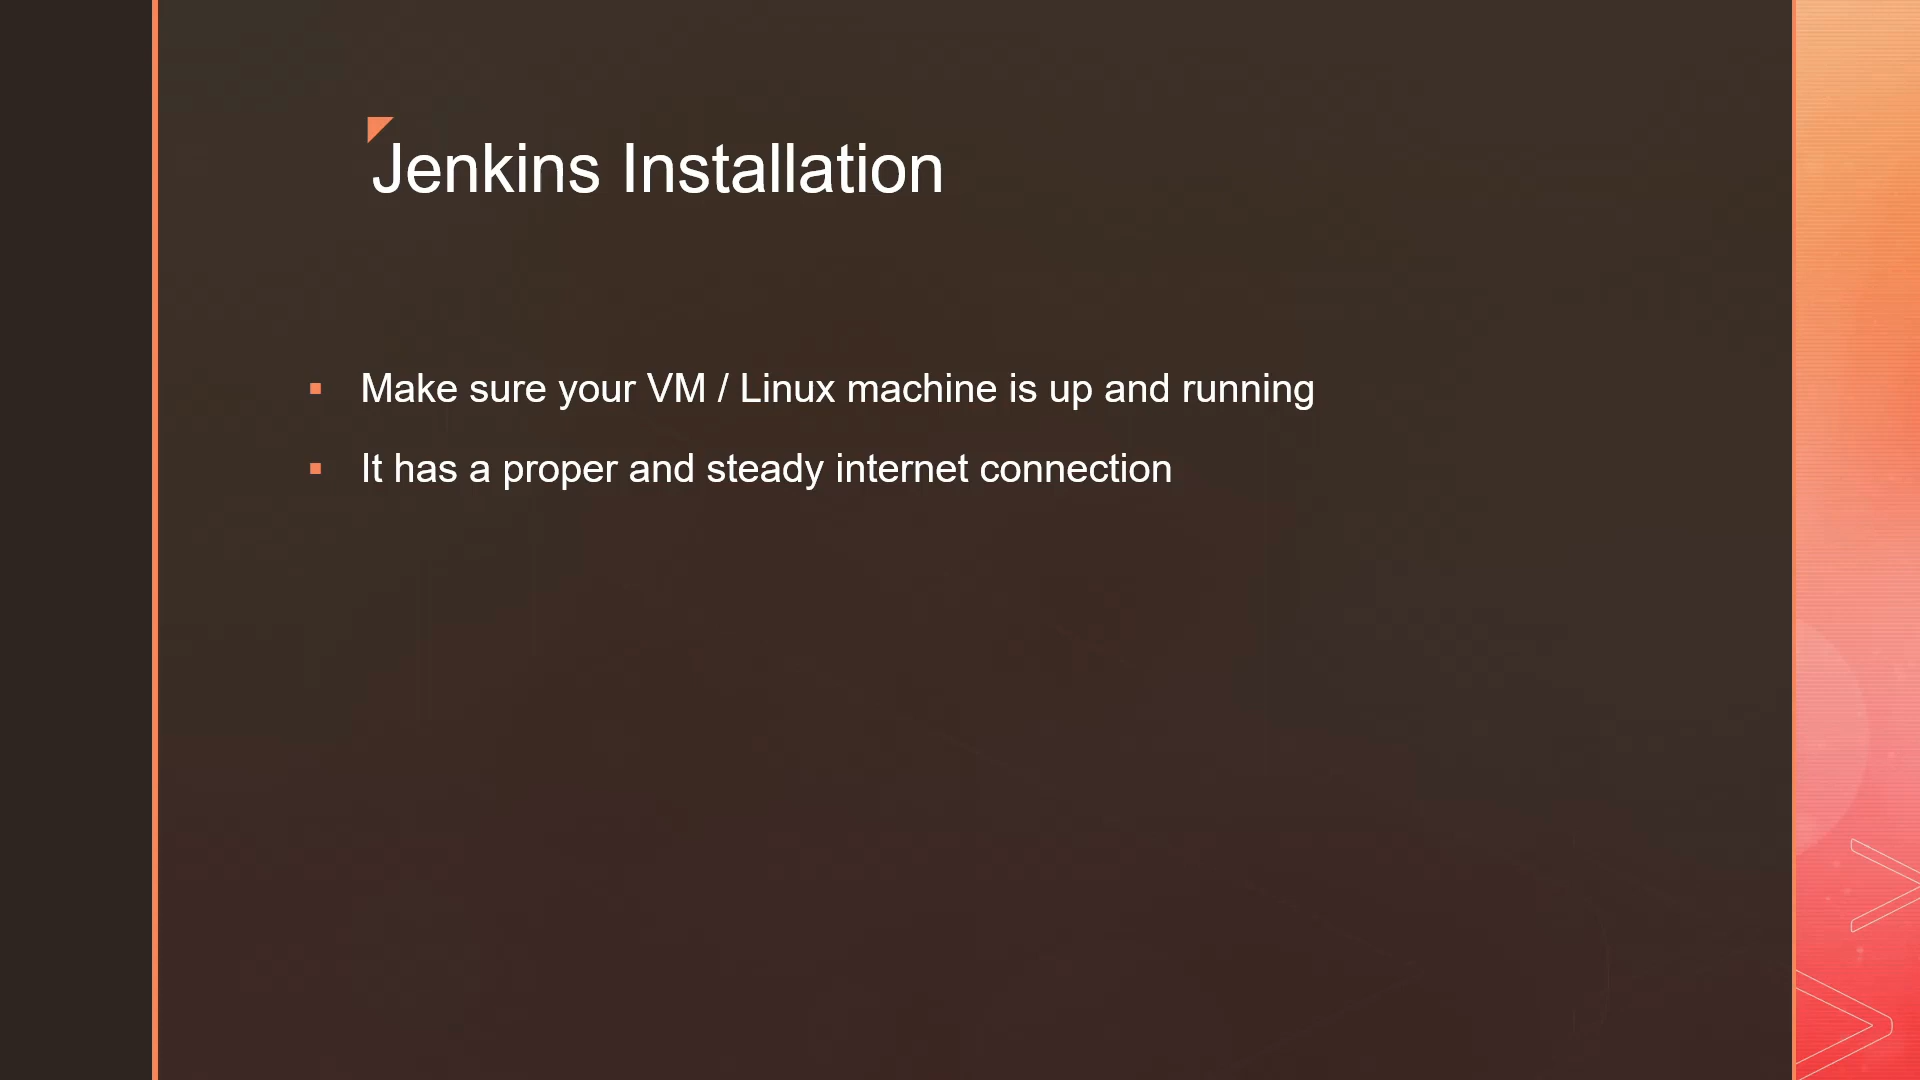 Jenkins Installation
Make sure your VM / Linux machine is up and running
It has a proper and steady internet connection